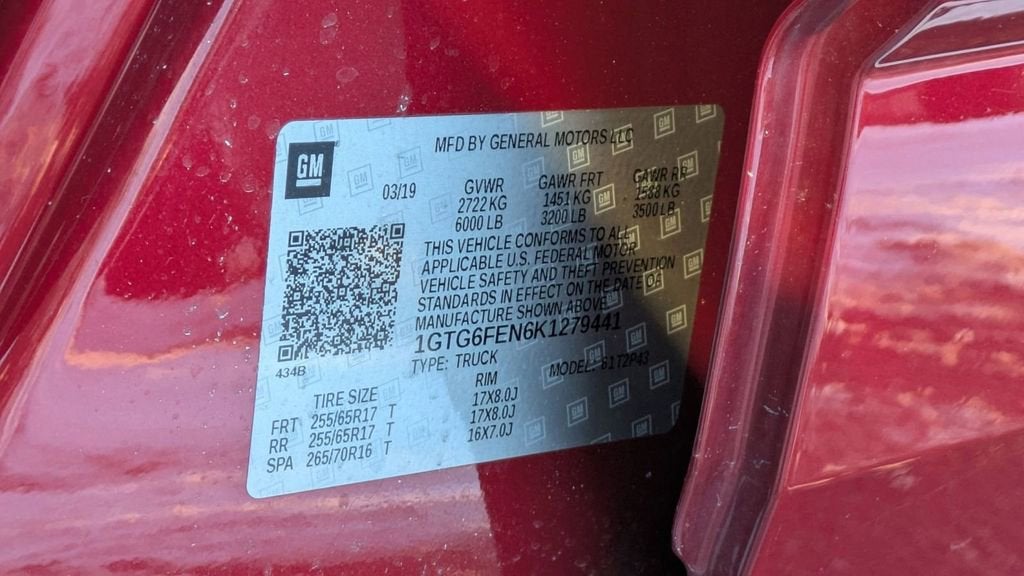 MFD BY GENERAL MOTORS LLC
GM
03/19
GVWR GAWR FRT GAWR RR
2722 KG 1451 KG 1588 KG
6000 LB 3200 LB 3500 LB
THIS VEHICLE CONFORMS TO ALL
APPLICABLE U.S. FEDERAL MOTOR
VEHICLE SAFETY AND THEFT PREVENTION
STANDARDS IN EFFECT ON THE DATE OF
MANUFACTURE SHOWN ABOVE.
1GTG6FEN6K1279441
434B
TYPE: TRUCK MODEL: 61T2P43
TIRE SIZE RIM
FRT 255/65R17 T 17X8.0J
RR 255/65R17 T 17X8.0J
SPA 265/70R16 T 16X7.0J